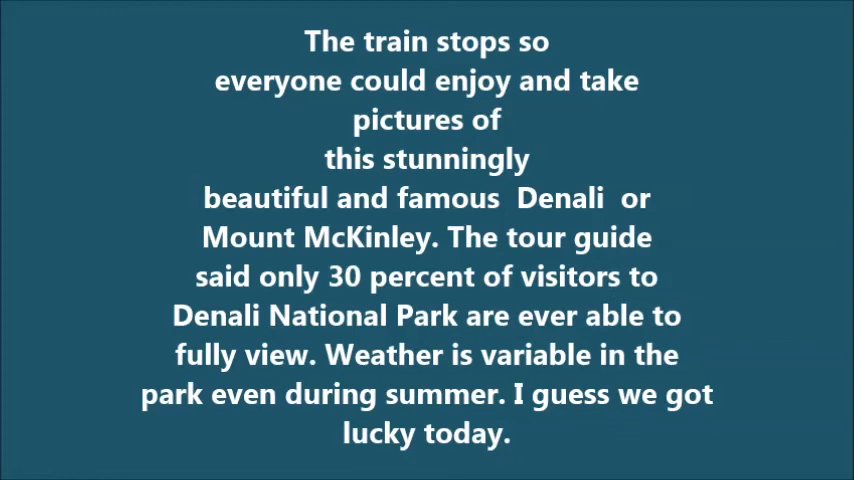 The train stops so
everyone could enjoy and take
pictures of
this stunningly
beautiful and famous  Denali  or
Mount McKinley. The tour guide
said only 30 percent of visitors to
Denali National Park are ever able to
fully view. Weather is variable in the
park even during summer. I guess we got
lucky today.